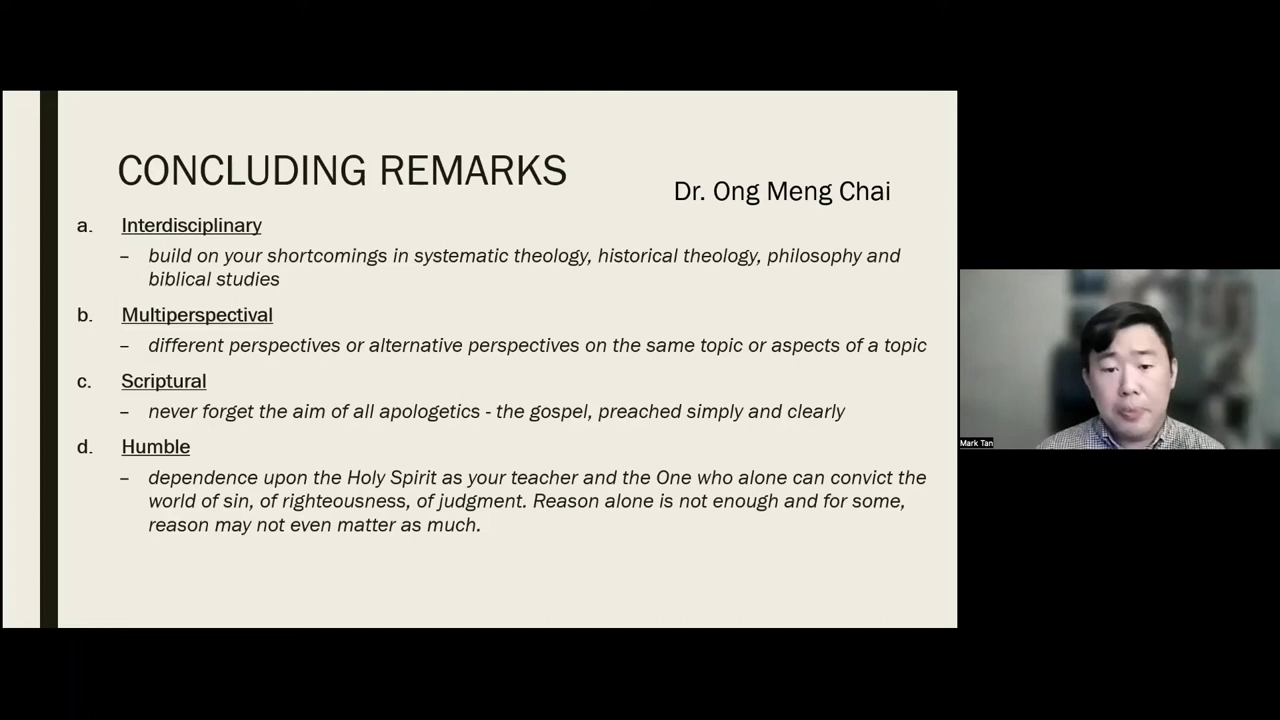 CONCLUDING REMARKS
Dr. Ong Meng Chai
a. Interdisciplinary
– build on your shortcomings in systematic theology, historical theology, philosophy and
biblical studies
b. Multiperspectival
– different perspectives or alternative perspectives on the same topic or aspects of a topic
c. Scriptural
– never forget the aim of all apologetics - the gospel, preached simply and clearly
d. Humble
– dependence upon the Holy Spirit as your teacher and the One who alone can convict the
world of sin, of righteousness, of judgment. Reason alone is not enough and for some,
reason may not even matter as much.
Mark Tan